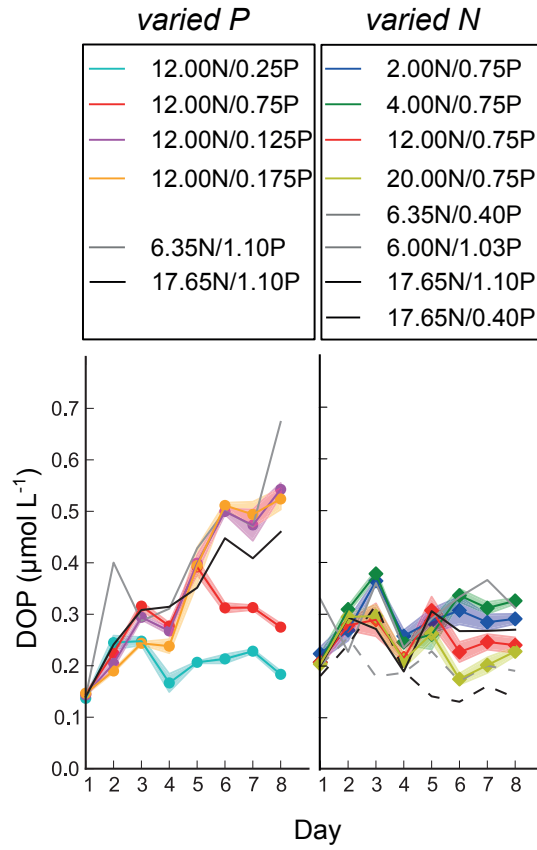 varied P
varied N
12.00N/0.25P
12.00N/0.75P
12.00N/0.125P
12.00N/0.175P
6.35N/1.10P
17.65N/1.10P
2.00N/0.75P
4.00N/0.75P
12.00N/0.75P
20.00N/0.75P
6.35N/0.40P
6.00N/1.03P
17.65N/1.10P
17.65N/0.40P
DOP (µmol L⁻¹)
0.7
0.6
0.5
0.4
0.3
0.2
0.1
0.0
1 2 3 4 5 6 7 8
1 2 3 4 5 6 7 8
Day